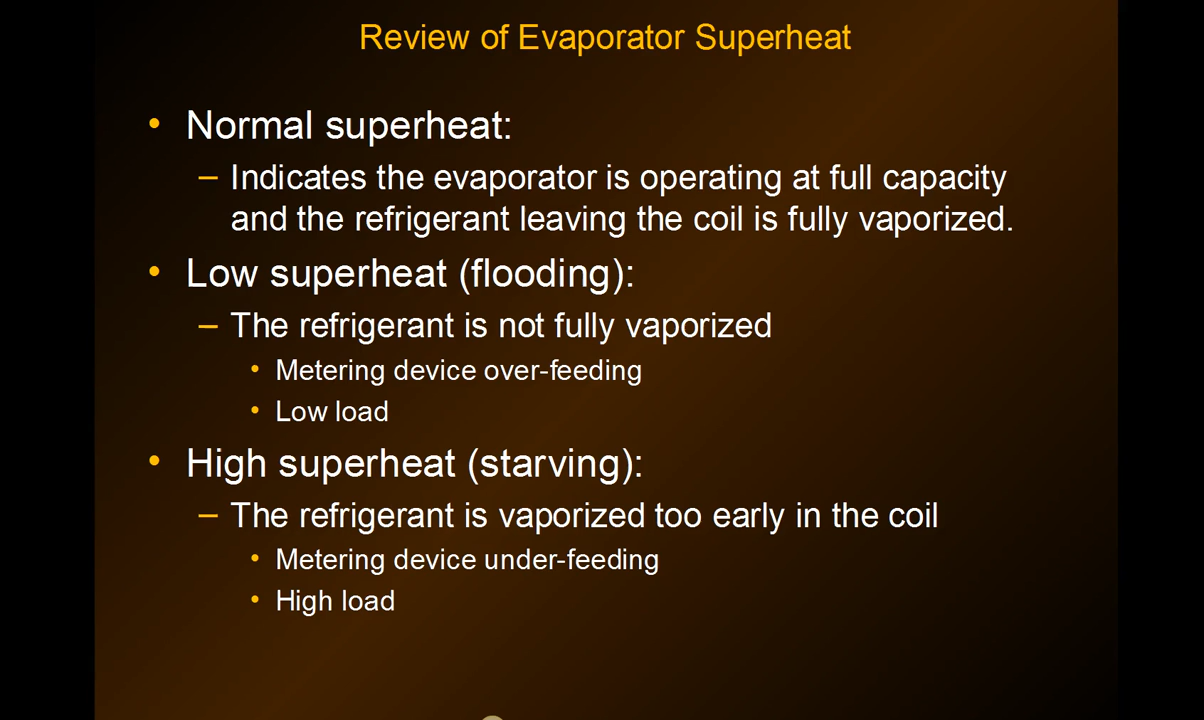 Review of Evaporator Superheat
• Normal superheat:
– Indicates the evaporator is operating at full capacity
and the refrigerant leaving the coil is fully vaporized.
• Low superheat (flooding):
– The refrigerant is not fully vaporized
• Metering device over-feeding
• Low load
• High superheat (starving):
– The refrigerant is vaporized too early in the coil
• Metering device under-feeding
• High load